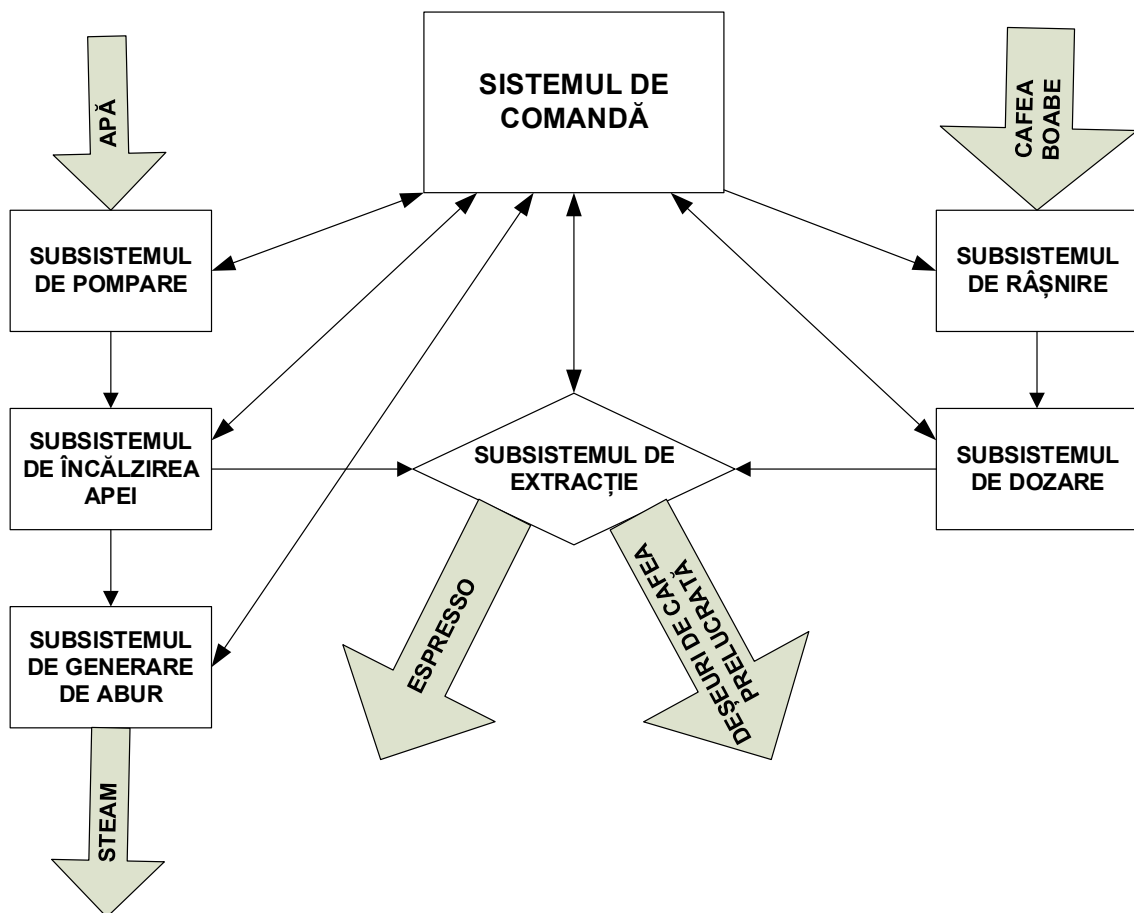 SISTEMUL DE
COMANDĂ
APĂ
CAFEA
BOABE
SUBSISTEMUL
DE POMPARE
SUBSISTEMUL
DE RÂȘNIRE
SUBSISTEMUL
DE ÎNCĂLZIREA
APEI
SUBSISTEMUL DE
EXTRACȚIE
SUBSISTEMUL
DE DOZARE
SUBSISTEMUL
DE GENERARE
DE ABUR
ESPRESSO
DEȘEURI DE CAFEA
PRELUCRATĂ
STEAM